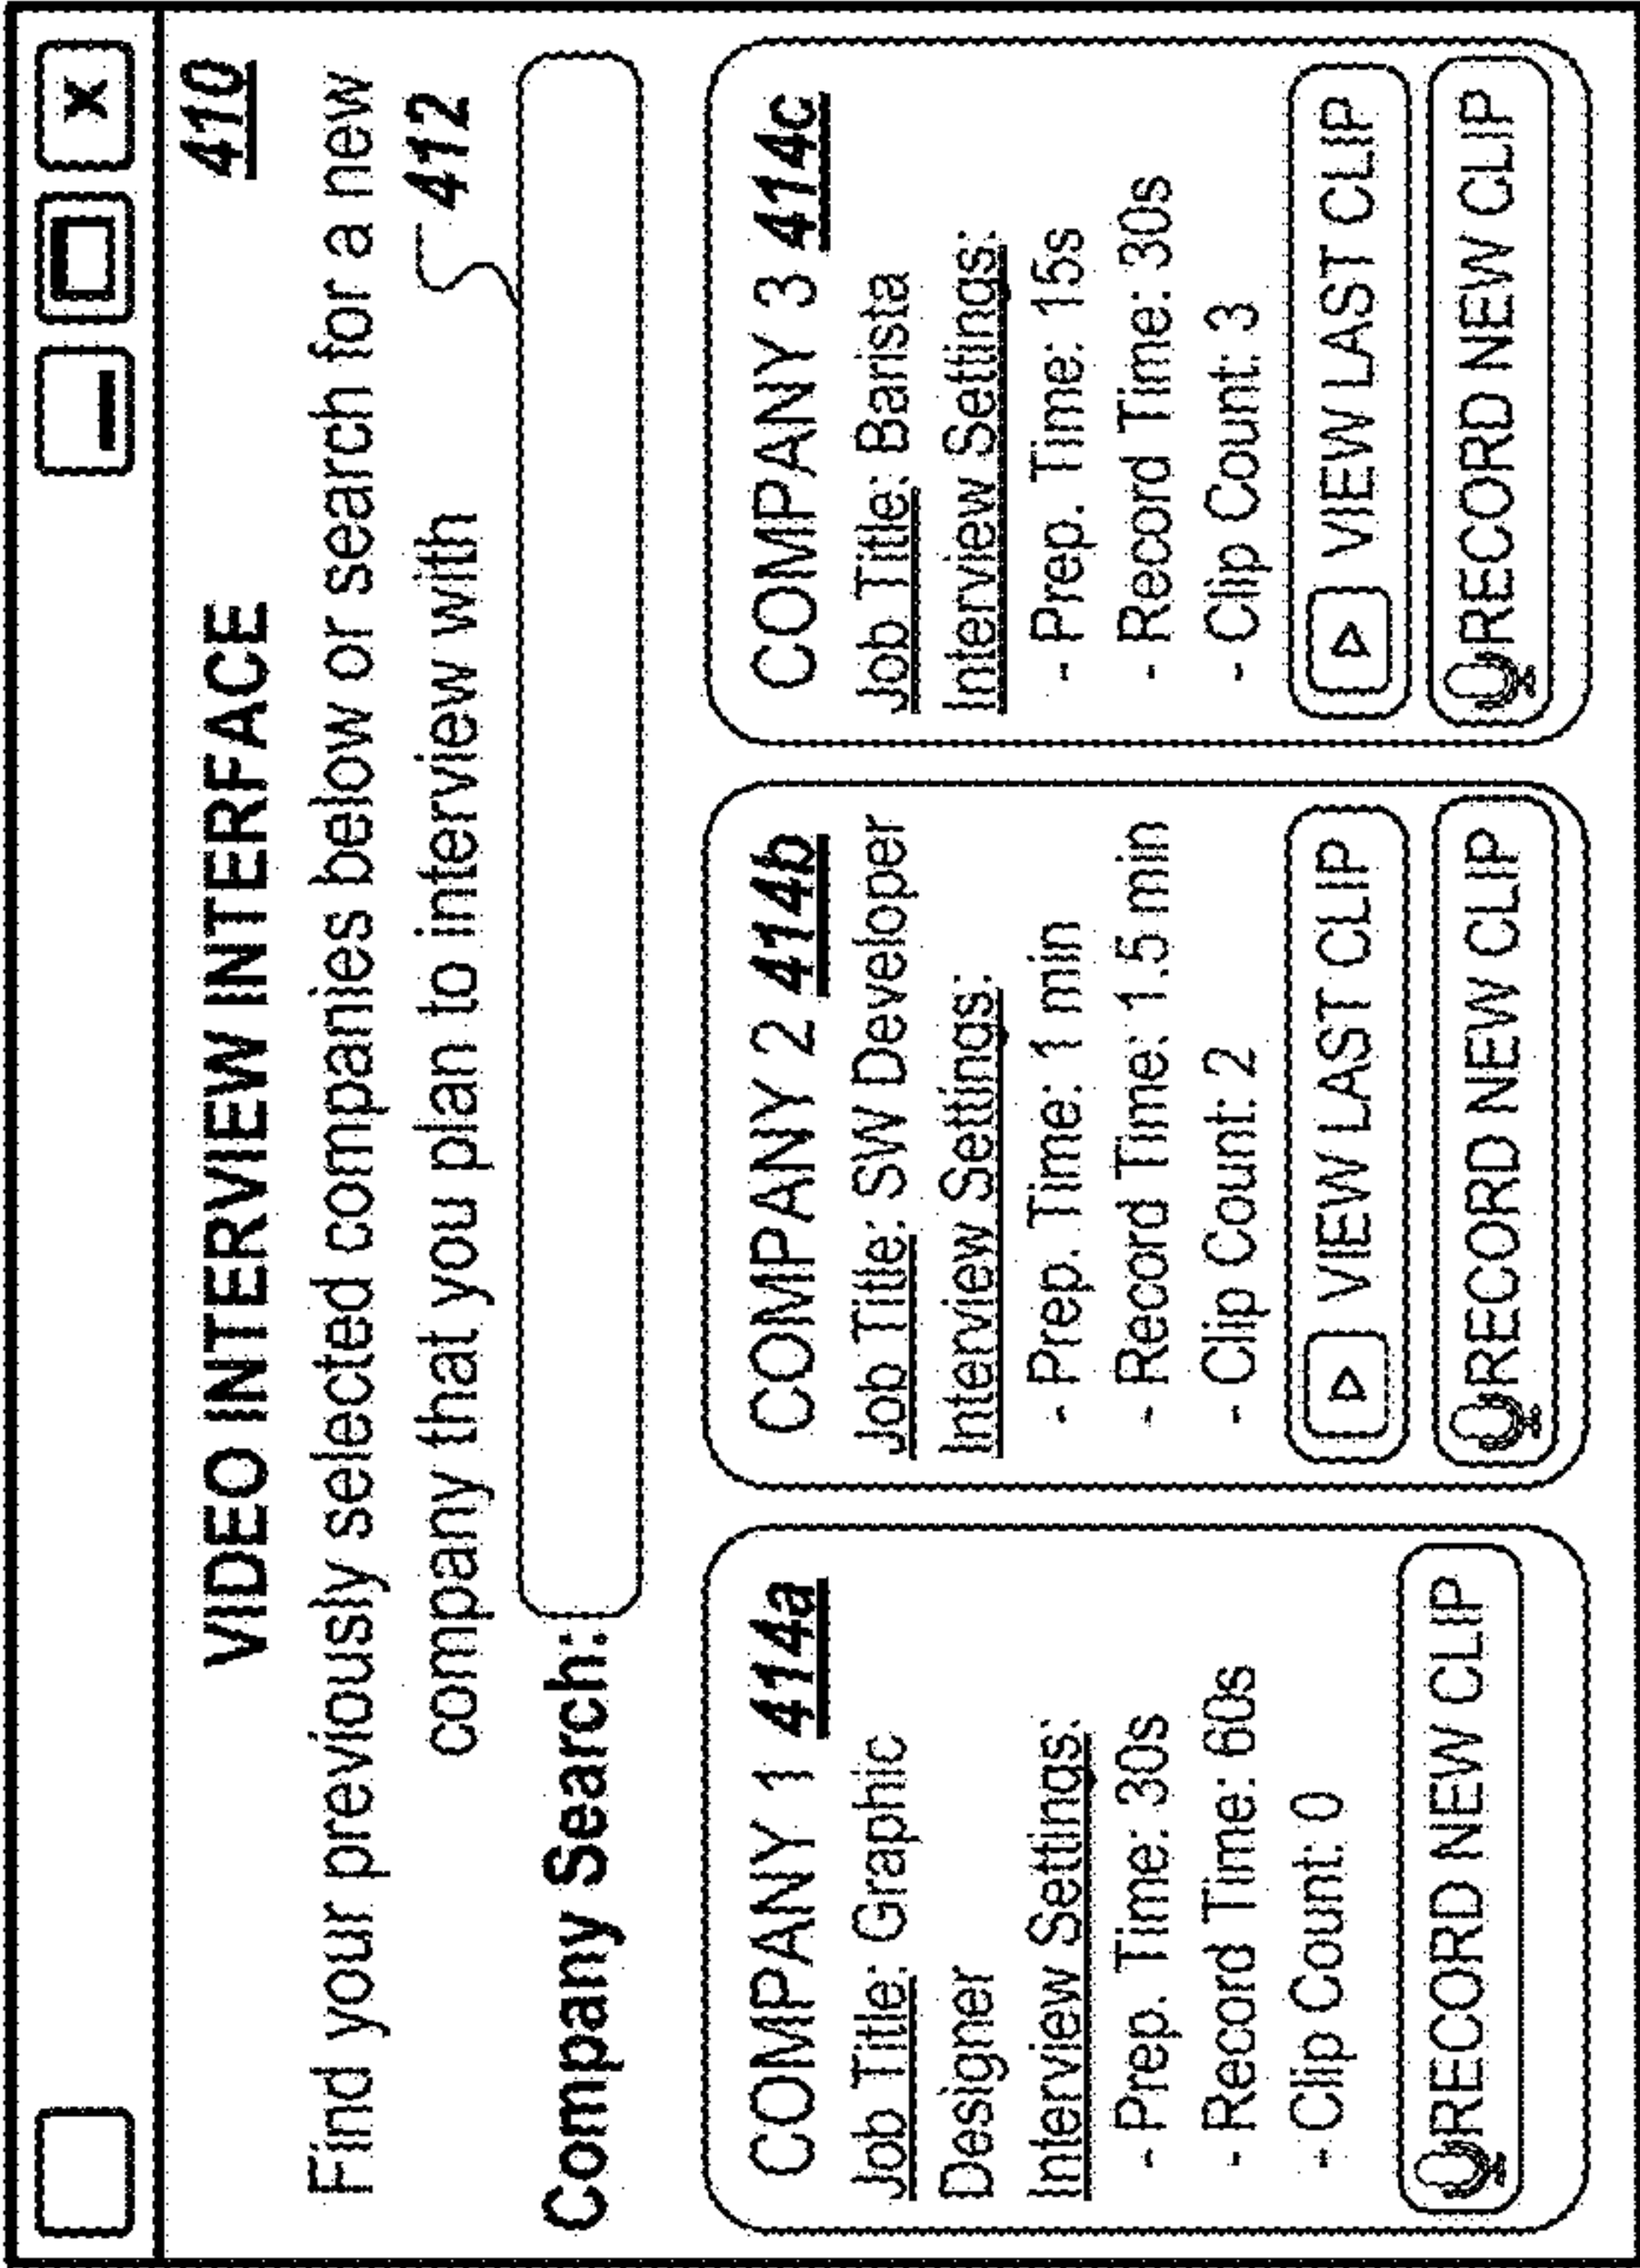 x
VIDEO INTERVIEW INTERFACE 410
Find your previously selected companies below or search for a new
company that you plan to interview with
412
Company Search:
COMPANY 1 414a
Job Title: Graphic
Designer
Interview Settings:
- Prep. Time: 30s
- Record Time: 60s
- Clip Count: 0
RECORD NEW CLIP
COMPANY 2 414b
Job Title: SW Developer
Interview Settings:
- Prep. Time: 1 min
- Record Time: 1.5 min
- Clip Count: 2
VIEW LAST CLIP
RECORD NEW CLIP
COMPANY 3 414c
Job Title: Barista
Interview Settings:
- Prep. Time: 15s
- Record Time: 30s
- Clip Count: 3
VIEW LAST CLIP
RECORD NEW CLIP